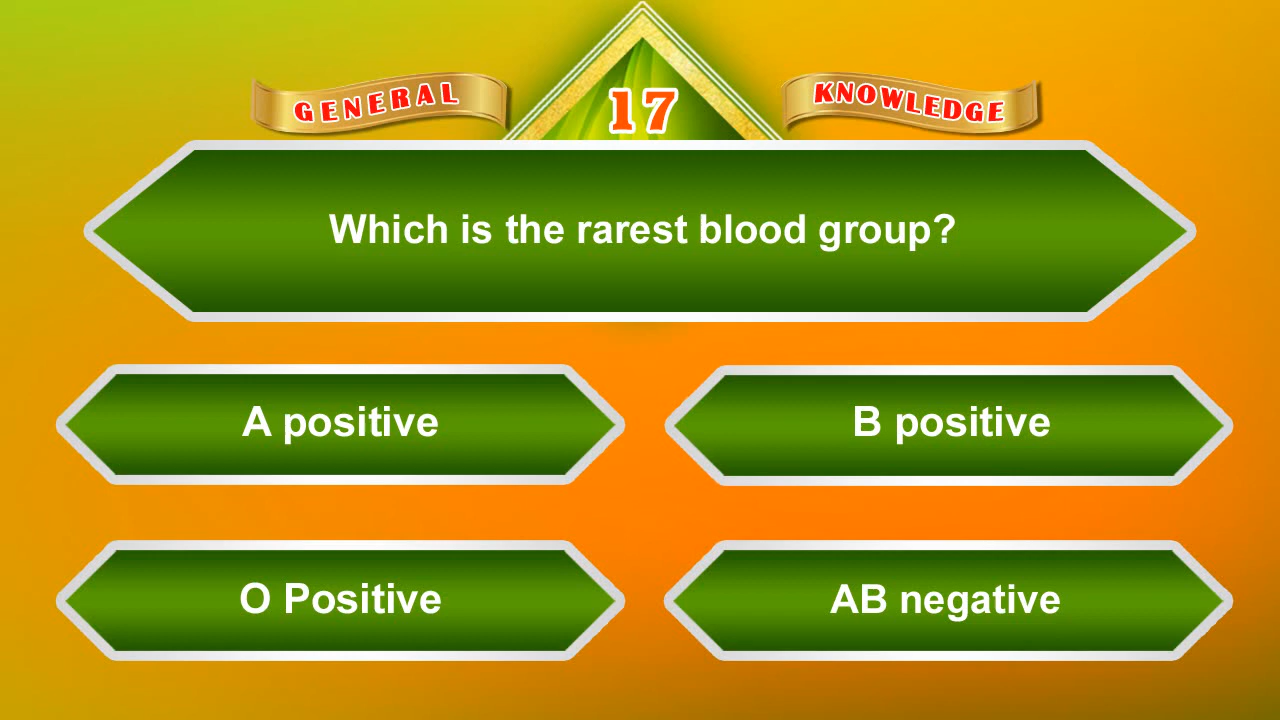 GENERAL
17
KNOWLEDGE
Which is the rarest blood group?
A positive
B positive
O Positive
AB negative